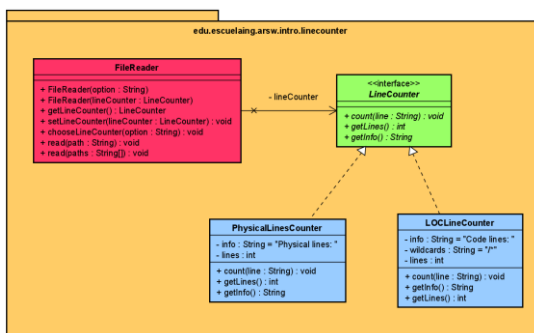 edu.escuelaing.arsw.intro.linecounter
FileReader
+ FileReader(option : String)
+ FileReader(lineCounter : LineCounter)
+ getLineCounter() : LineCounter
+ setLineCounter(lineCounter : LineCounter) : void
+ chooseLineCounter(option : String) : void
+ read(path : String) : void
+ read(paths : String[]) : void
- lineCounter
<<interface>>
LineCounter
+ count(line : String) : void
+ getLines() : int
+ getInfo() : String
PhysicalLinesCounter
- info : String = "Physical lines: "
- lines : int
+ count(line : String) : void
+ getLines() : int
+ getInfo() : String
LOCLineCounter
- info : String = "Code lines: "
- wildcards : String = "/*"
- lines : int
+ count(line : String) : void
+ getInfo() : String
+ getLines() : int